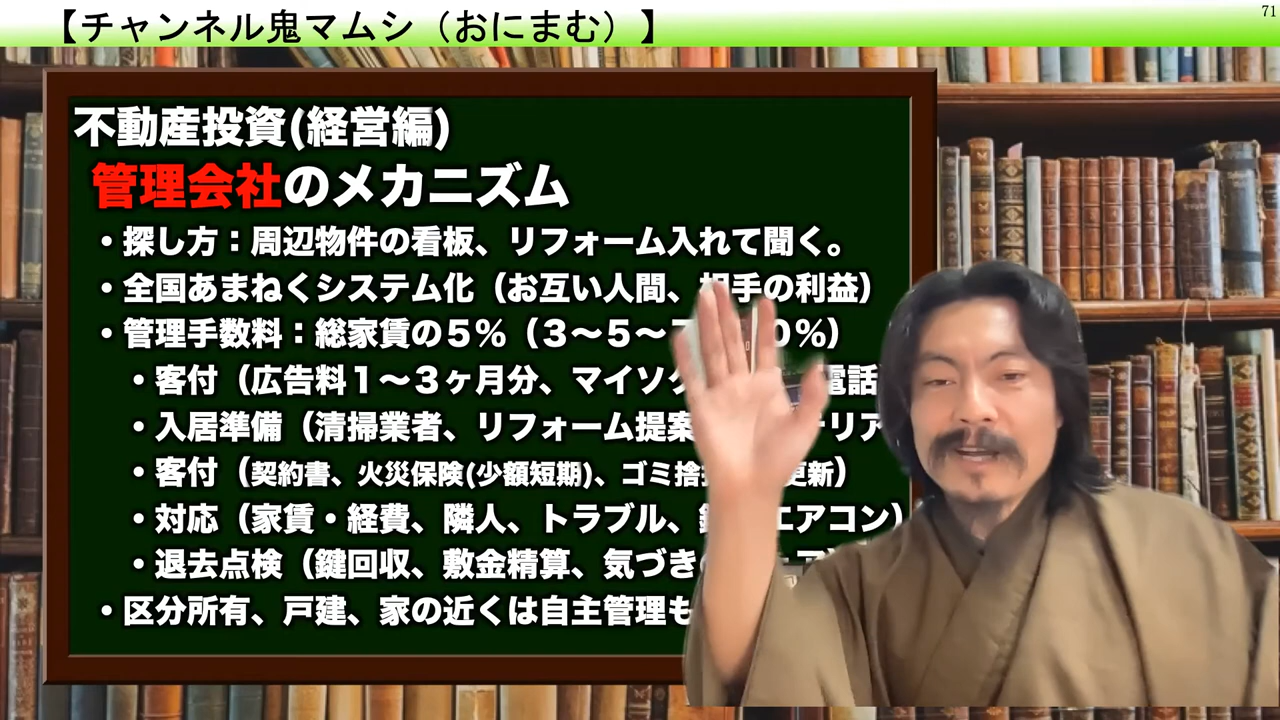 【チャンネル鬼マムシ（おにまむ）】
71
不動産投資(経営編)
管理会社のメカニズム
・探し方：周辺物件の看板、リフォーム入れて聞く。
・全国あまねくシステム化（お互い人間、相手の利益）
・管理手数料：総家賃の５％（３～５～７ ０％）
・客付（広告料１～３ヶ月分、マイソク 電話
・入居準備（清掃業者、リフォーム提案 テリア
・客付（契約書、火災保険(少額短期)、ゴミ捨 更新）
・対応（家賃・経費、隣人、トラブル、 エアコン）
・退去点検（鍵回収、敷金精算、気づき ア
・区分所有、戸建、家の近くは自主管理も